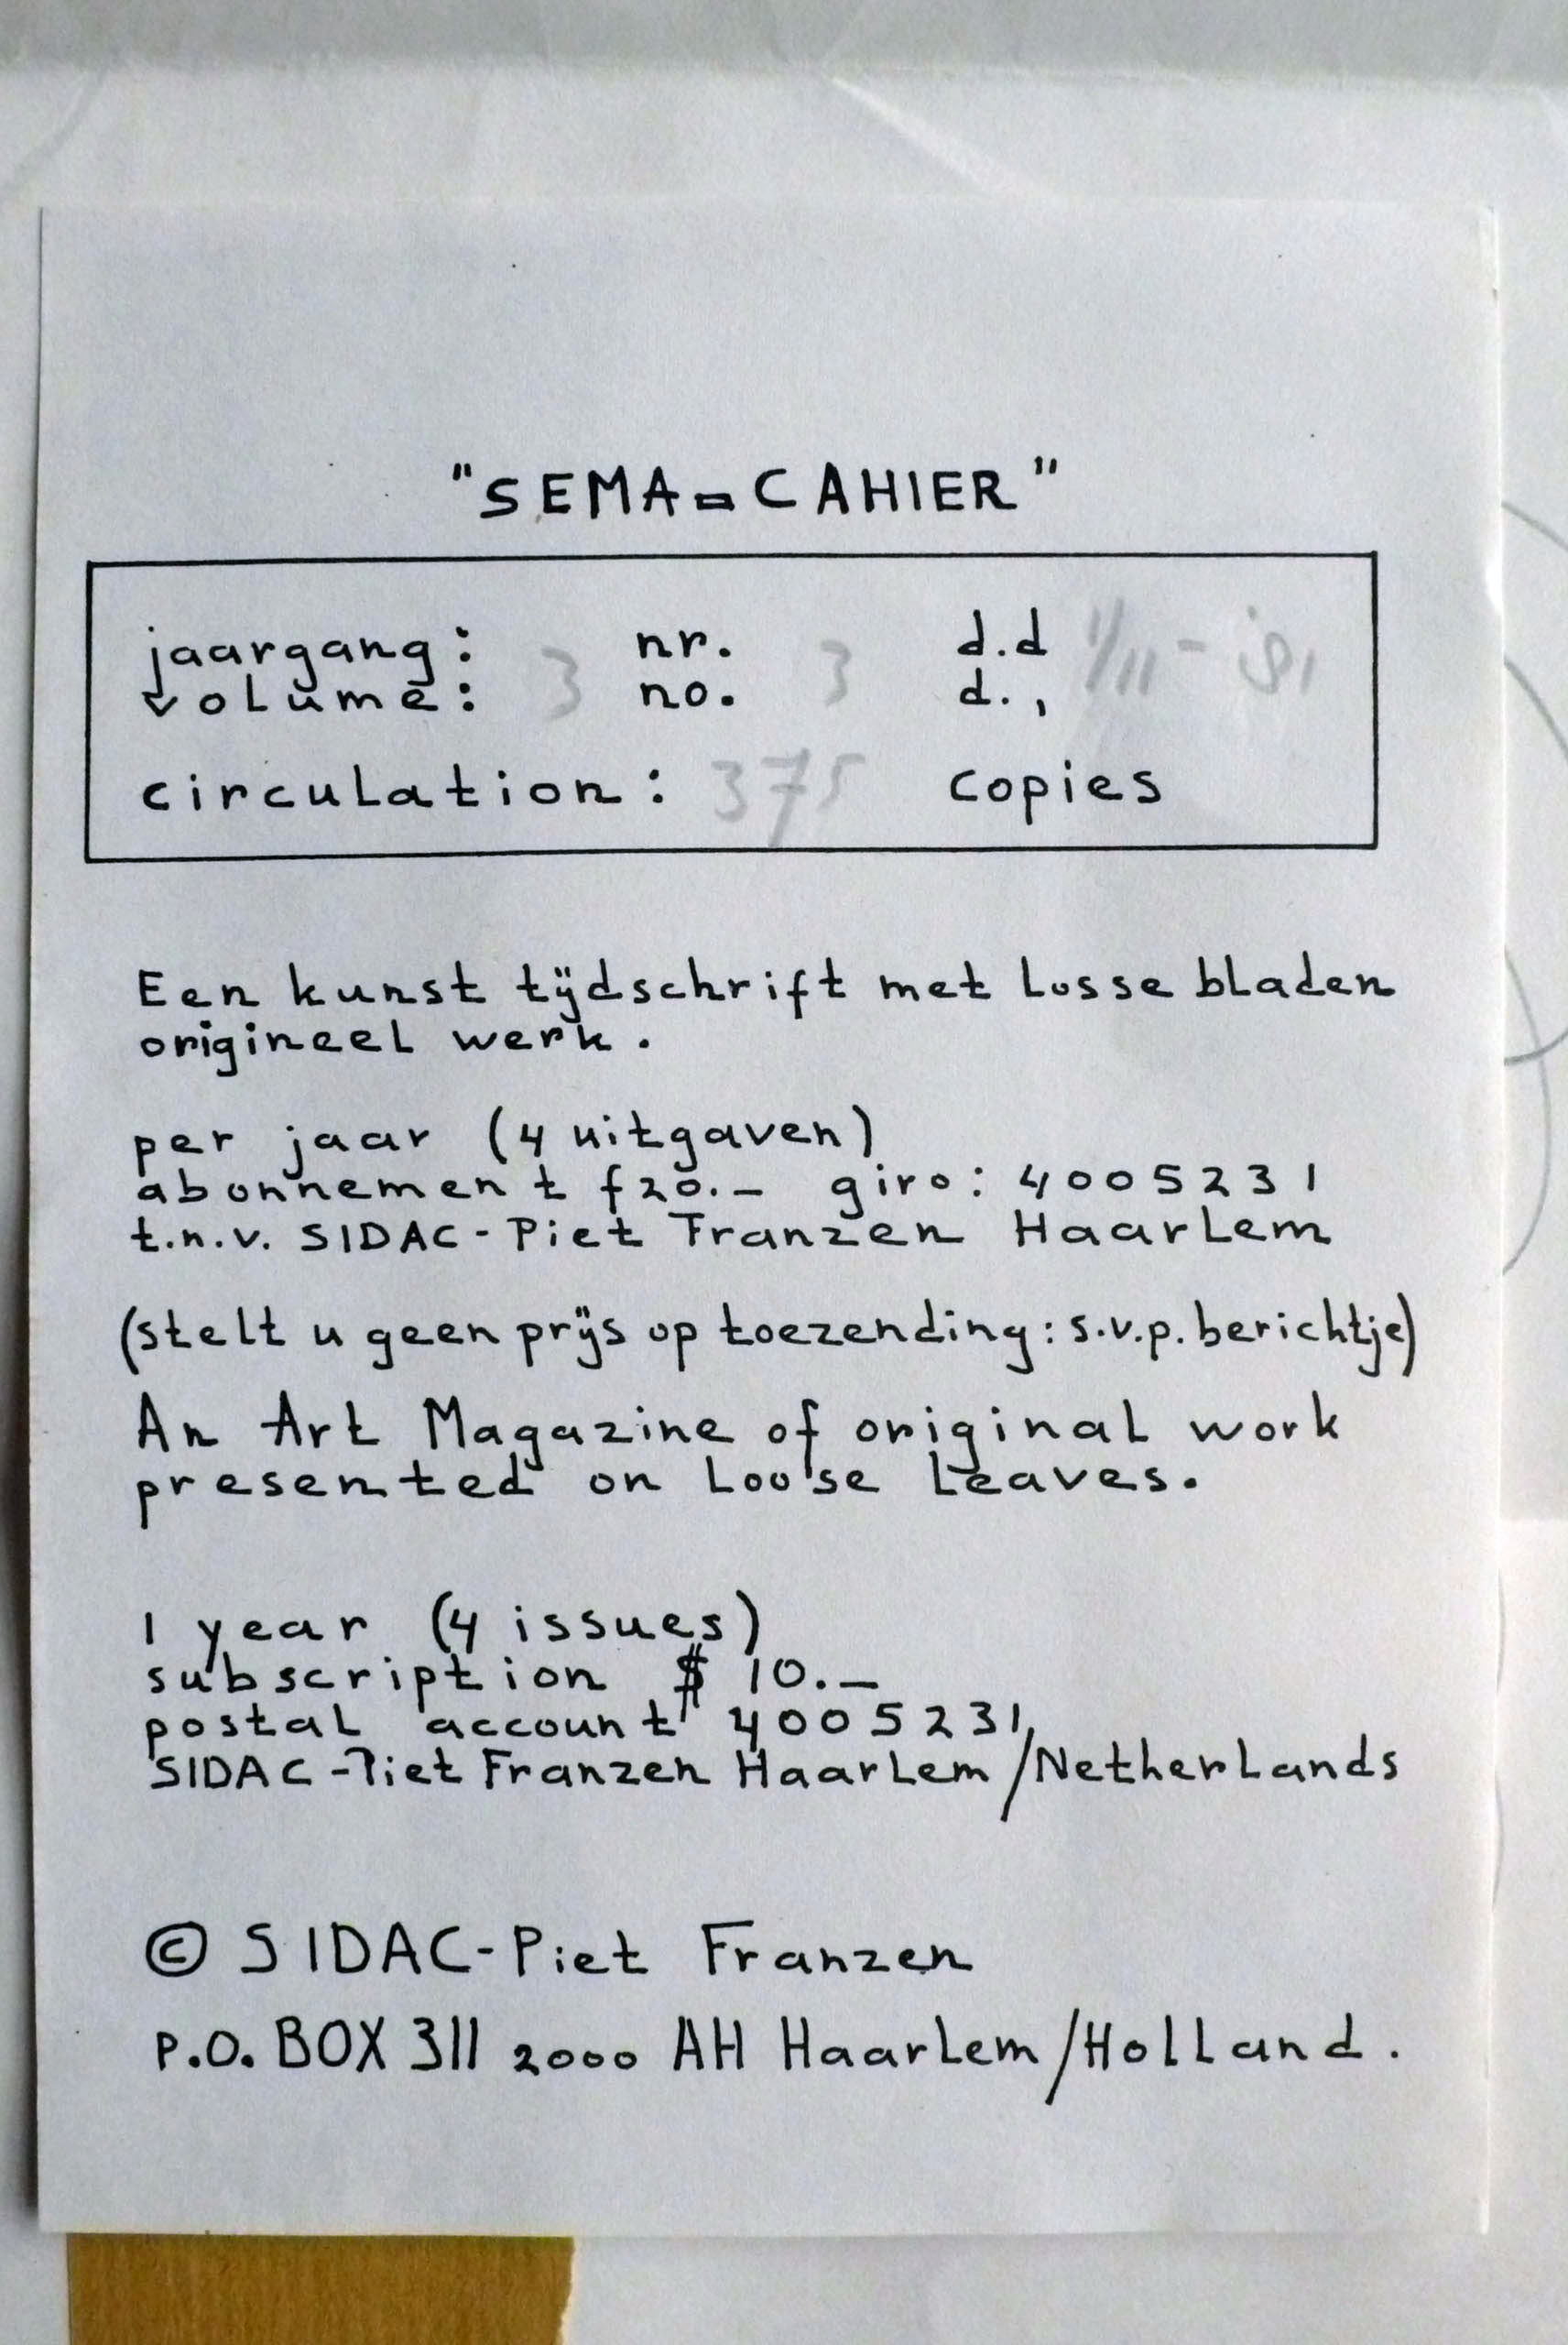 "SEMA=CAHIER"
jaargang: 3 nr. 3 d.d 1/11 - '81
volume: no. d.,
circulation: 375 copies
Een kunst tijdschrift met losse bladen
origineel werk.
per jaar (4 uitgaven)
abonnement f20.- giro: 4005231
t.n.v. SIDAC-Piet Franzen Haarlem
(stelt u geen prijs op toezending: s.v.p. berichtje)
An Art Magazine of original work
presented on Loose Leaves.
1 year (4 issues)
subscription $ 10.-
postal account 4005231,
SIDAC-Piet Franzen Haarlem/Netherlands
© SIDAC-Piet Franzen
P.O. BOX 311 2000 AH Haarlem/Holland.